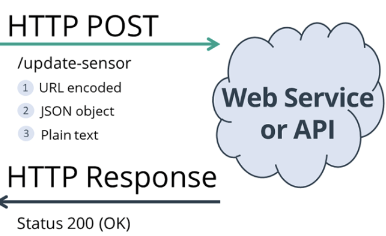 HTTP POST
/update-sensor
1 URL encoded
2 JSON object
3 Plain text
Web Service
or API
HTTP Response
Status 200 (OK)